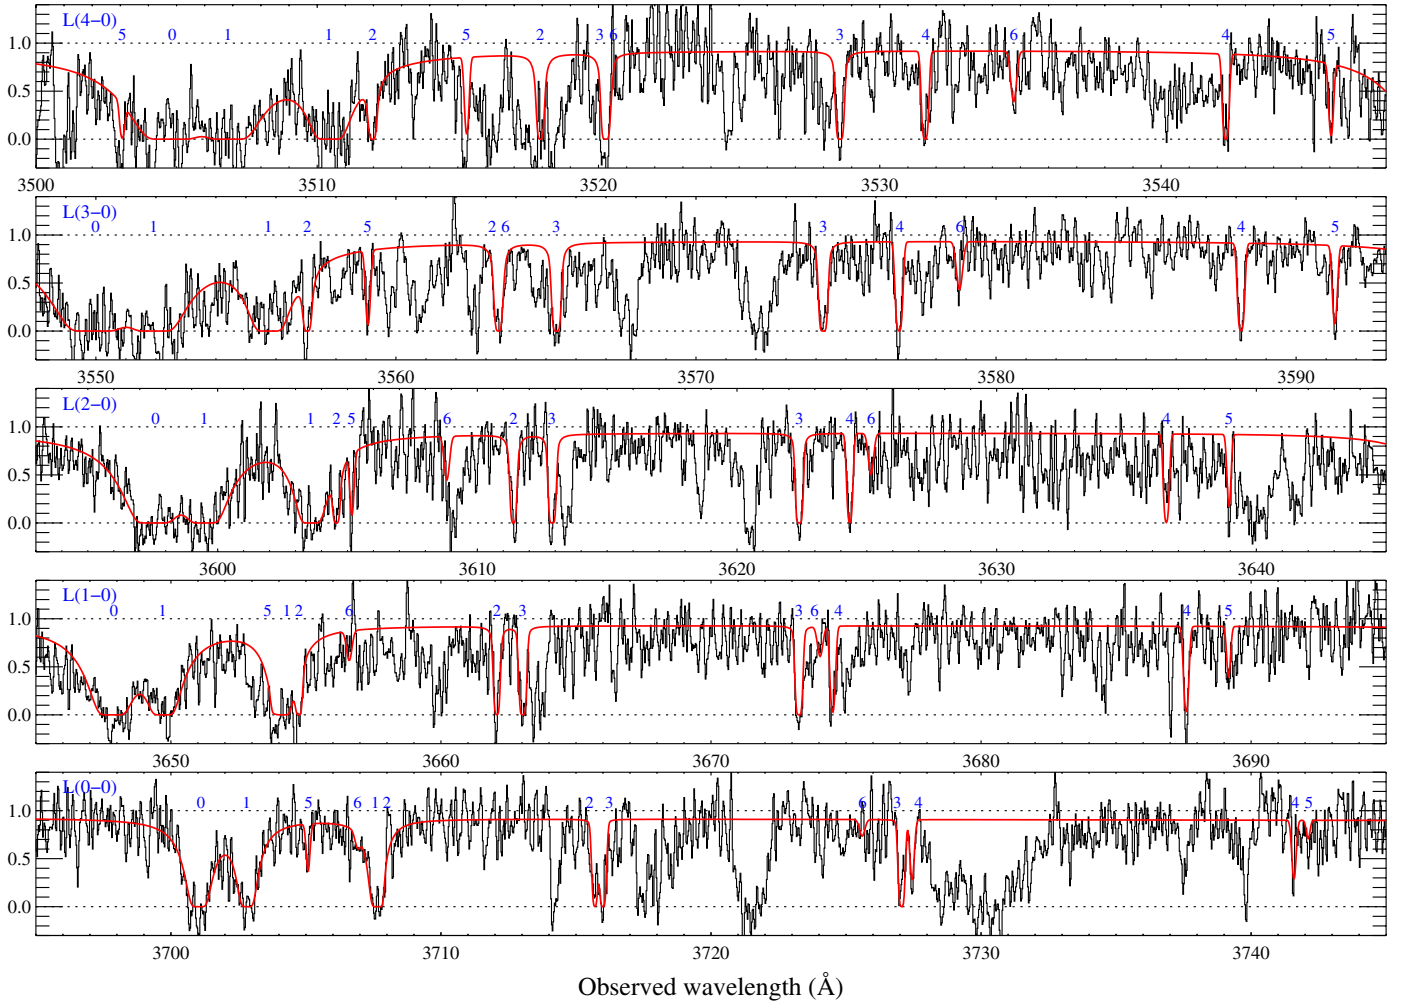 L(4−0)
5 0 1 1 2 5 2 3 6 3 4 6 4 5
1.0
0.5
0.0
3500 3510 3520 3530 3540
L(3−0)
0 1 1 2 5 2 6 3 3 4 6 4 5
1.0
0.5
0.0
3550 3560 3570 3580 3590
L(2−0)
0 1 1 2 5 6 2 3 3 4 6 4 5
1.0
0.5
0.0
3600 3610 3620 3630 3640
L(1−0)
0 1 5 1 2 6 2 3 3 6 4 4 5
1.0
0.5
0.0
3650 3660 3670 3680 3690
L(0−0)
0 1 5 6 1 2 2 3 6 3 4 4 5
1.0
0.5
0.0
3700 3710 3720 3730 3740
Observed wavelength (Å)